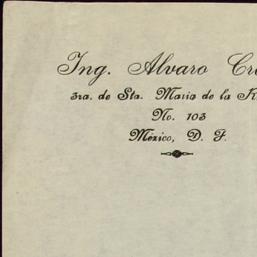 Ing. Alvaro
3ra. de Sta. Maria de la
No. 103
México, D. F.